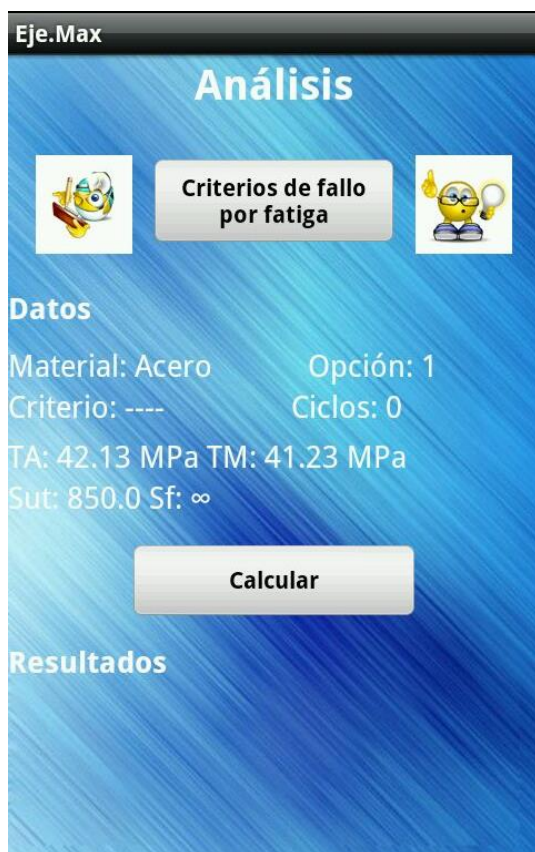 Eje.Max
Análisis
Criterios de fallo
por fatiga
Datos
Material: Acero Opción: 1
Criterio: ---- Ciclos: 0
TA: 42.13 MPa TM: 41.23 MPa
Sut: 850.0 Sf: ∞
Calcular
Resultados